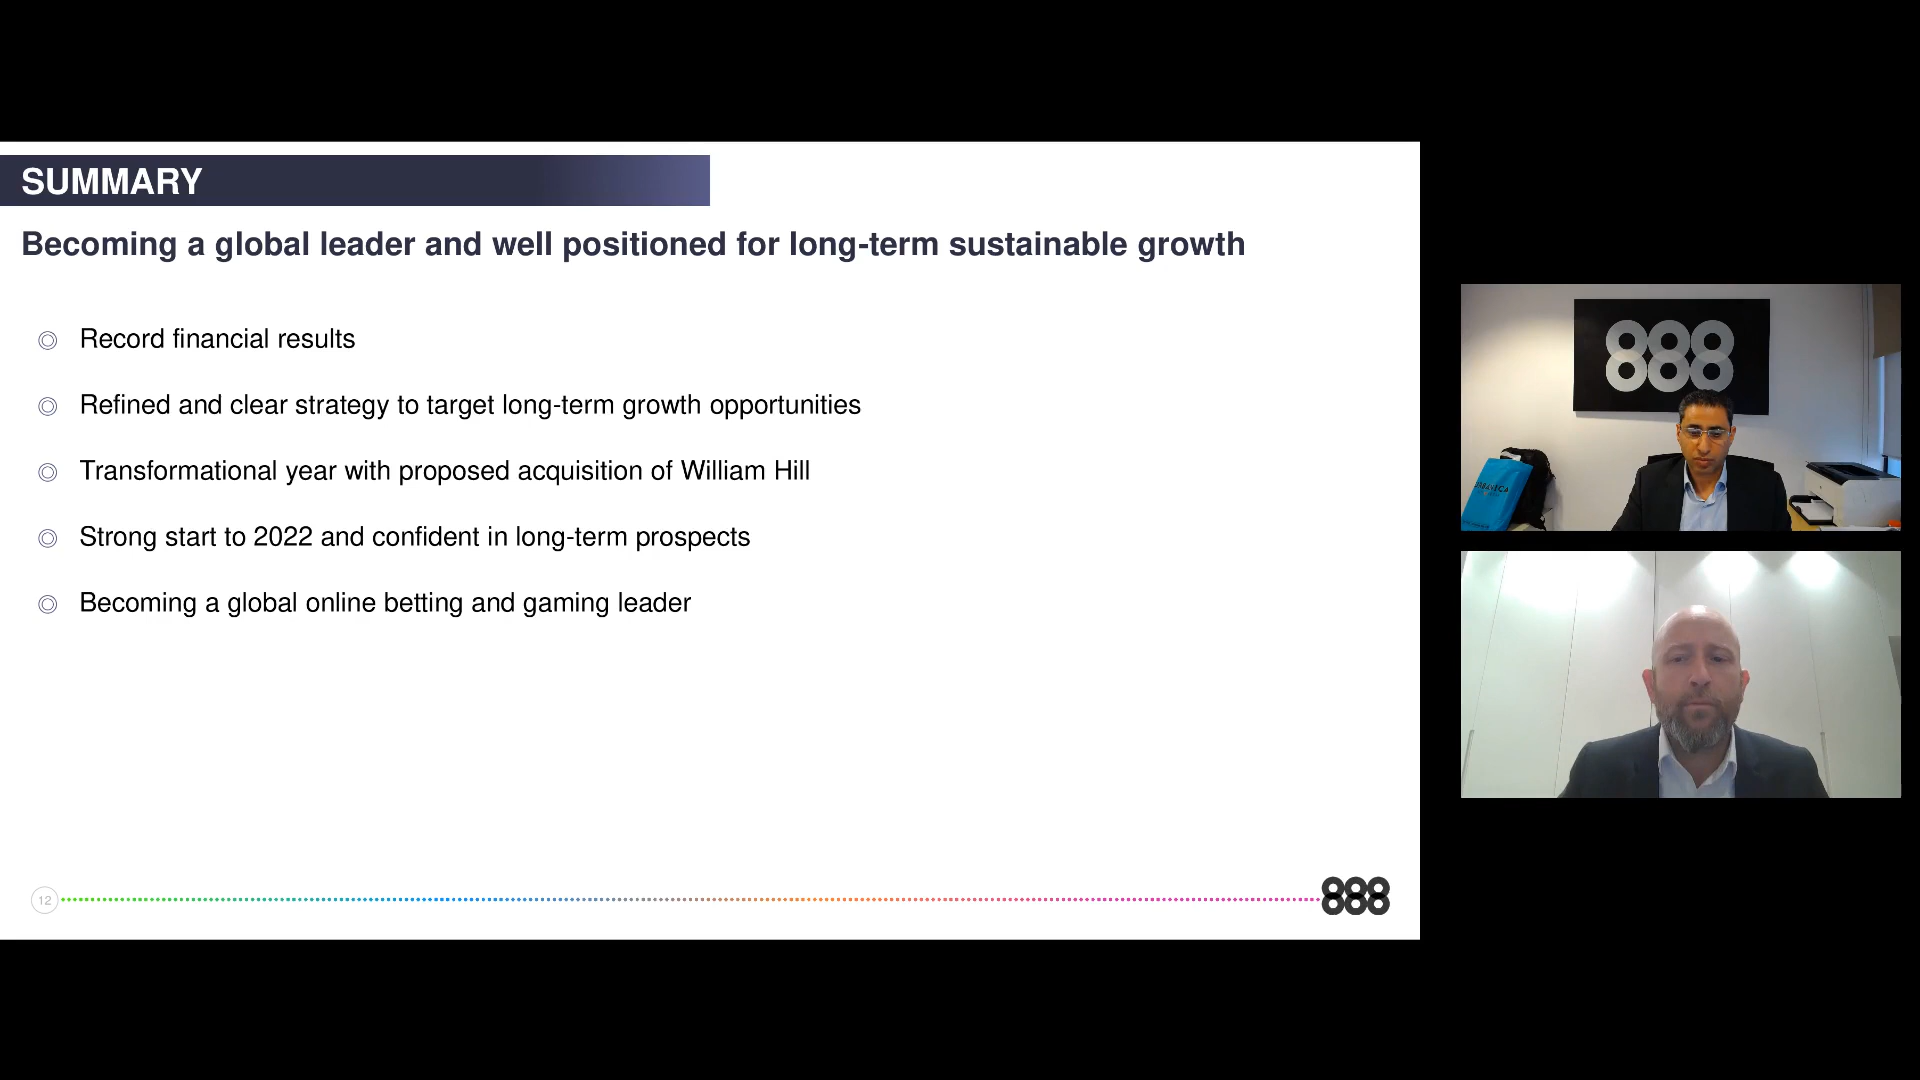 SUMMARY
Becoming a global leader and well positioned for long-term sustainable growth
Record financial results
Refined and clear strategy to target long-term growth opportunities
Transformational year with proposed acquisition of William Hill
Strong start to 2022 and confident in long-term prospects
Becoming a global online betting and gaming leader
12
888
888